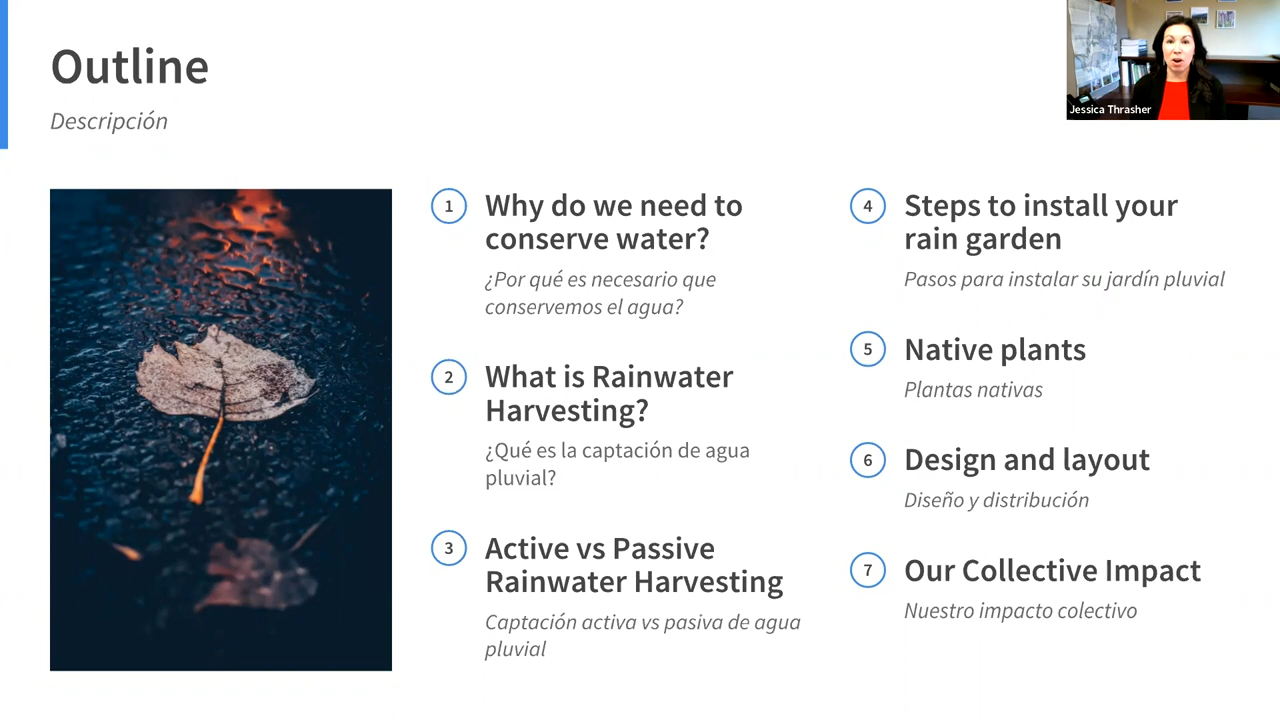 Outline
Descripción
Jessica Thrasher
1
Why do we need to
conserve water?
¿Por qué es necesario que
conservemos el agua?
2
What is Rainwater
Harvesting?
¿Qué es la captación de agua
pluvial?
3
Active vs Passive
Rainwater Harvesting
Captación activa vs pasiva de agua
pluvial
4
Steps to install your
rain garden
Pasos para instalar su jardín pluvial
5
Native plants
Plantas nativas
6
Design and layout
Diseño y distribución
7
Our Collective Impact
Nuestro impacto colectivo